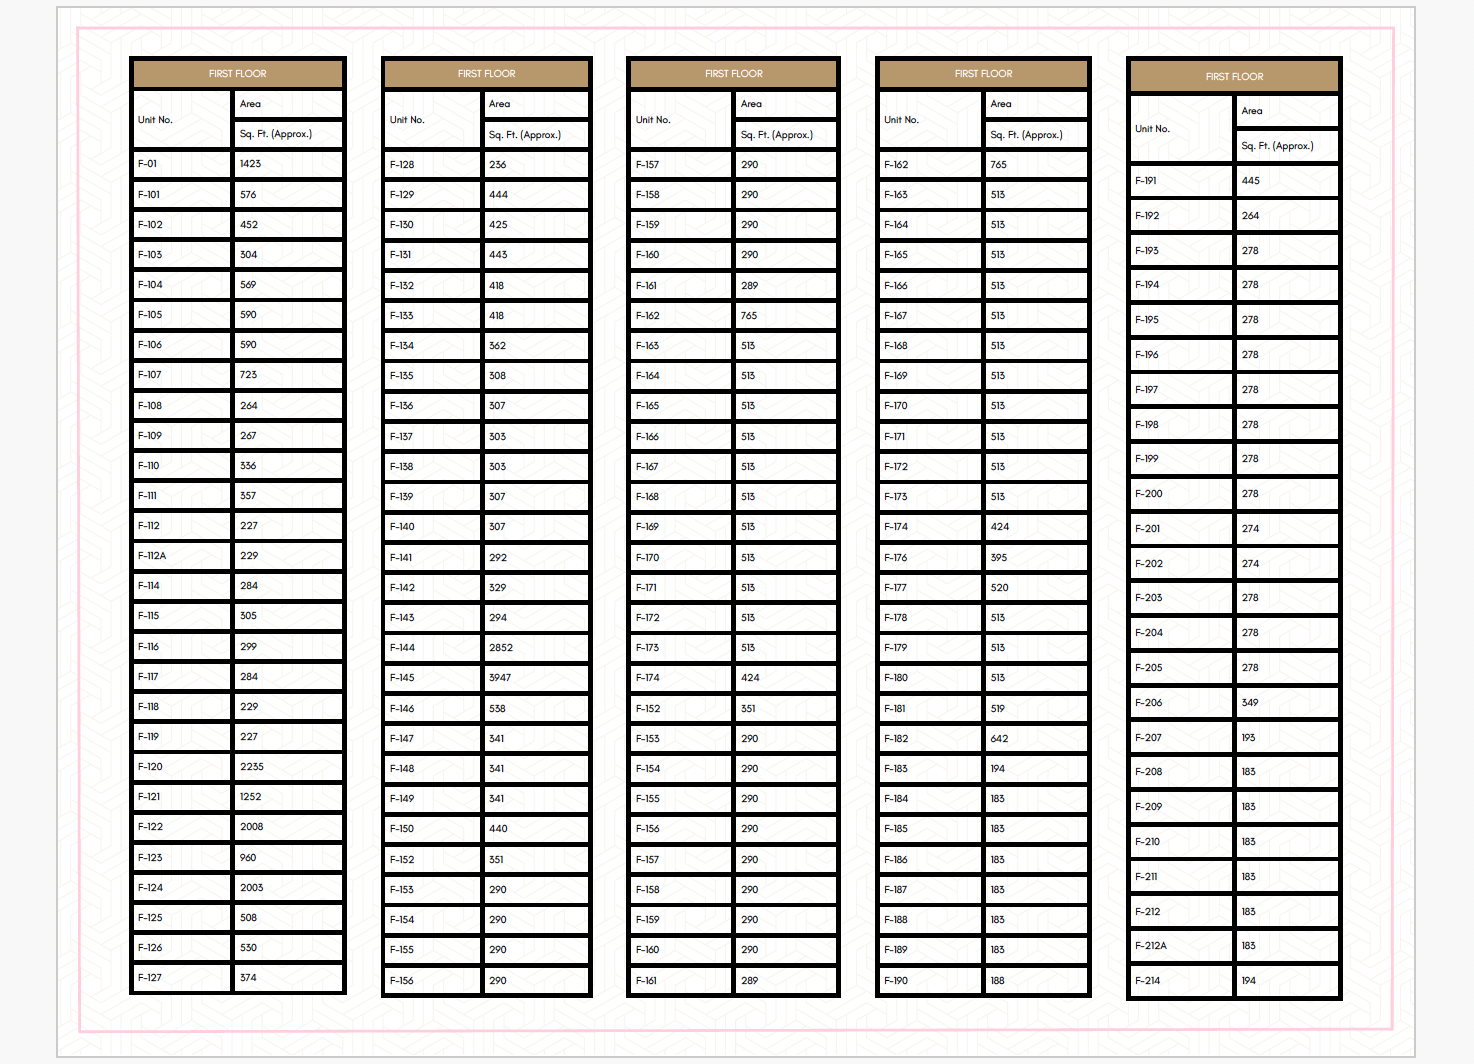 FIRST FLOOR
Unit No.
Area
Sq. Ft. (Approx.)
F-01 1423
F-101 576
F-102 452
F-103 304
F-104 569
F-105 590
F-106 590
F-107 723
F-108 264
F-109 267
F-110 336
F-111 357
F-112 227
F-112A 229
F-114 284
F-115 305
F-116 299
F-117 284
F-118 229
F-119 227
F-120 2235
F-121 1252
F-122 2008
F-123 960
F-124 2003
F-125 508
F-126 530
F-127 374
FIRST FLOOR
Unit No.
Area
Sq. Ft. (Approx.)
F-128 236
F-129 444
F-130 425
F-131 443
F-132 418
F-133 418
F-134 362
F-135 308
F-136 307
F-137 303
F-138 303
F-139 307
F-140 307
F-141 292
F-142 329
F-143 294
F-144 2852
F-145 3947
F-146 538
F-147 341
F-148 341
F-149 341
F-150 440
F-152 351
F-153 290
F-154 290
F-155 290
F-156 290
FIRST FLOOR
Unit No.
Area
Sq. Ft. (Approx.)
F-157 290
F-158 290
F-159 290
F-160 290
F-161 289
F-162 765
F-163 513
F-164 513
F-165 513
F-166 513
F-167 513
F-168 513
F-169 513
F-170 513
F-171 513
F-172 513
F-173 513
F-174 424
F-152 351
F-153 290
F-154 290
F-155 290
F-156 290
F-157 290
F-158 290
F-159 290
F-160 290
F-161 289
FIRST FLOOR
Unit No.
Area
Sq. Ft. (Approx.)
F-162 765
F-163 513
F-164 513
F-165 513
F-166 513
F-167 513
F-168 513
F-169 513
F-170 513
F-171 513
F-172 513
F-173 513
F-174 424
F-176 395
F-177 520
F-178 513
F-179 513
F-180 513
F-181 519
F-182 642
F-183 194
F-184 183
F-185 183
F-186 183
F-187 183
F-188 183
F-189 183
F-190 188
FIRST FLOOR
Unit No.
Area
Sq. Ft. (Approx.)
F-191 445
F-192 264
F-193 278
F-194 278
F-195 278
F-196 278
F-197 278
F-198 278
F-199 278
F-200 278
F-201 274
F-202 274
F-203 278
F-204 278
F-205 278
F-206 349
F-207 193
F-208 183
F-209 183
F-210 183
F-211 183
F-212 183
F-212A 183
F-214 194